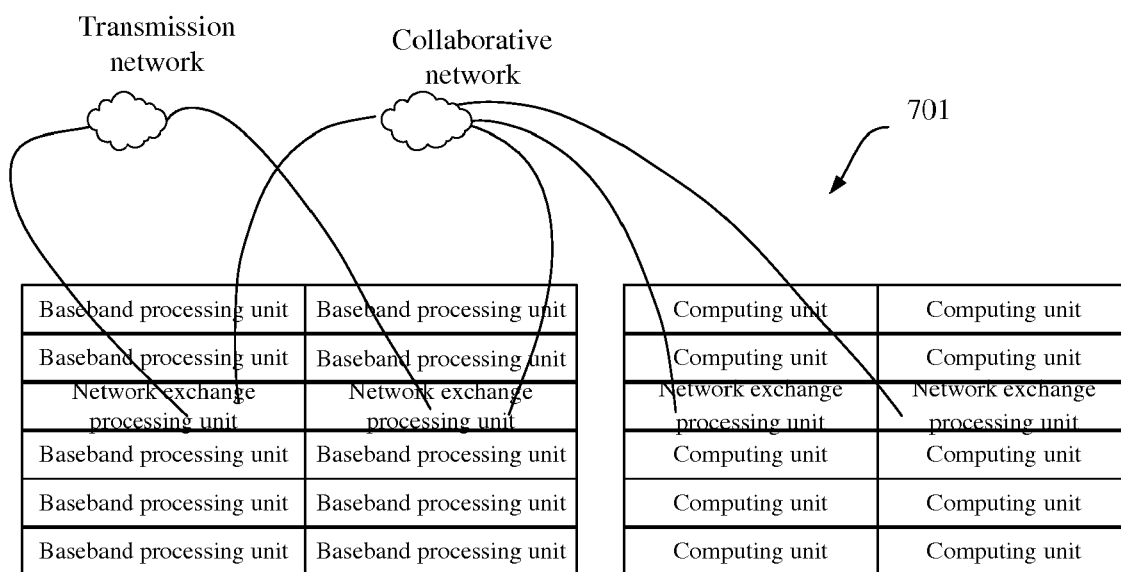 Transmission
network
Collaborative
network
701
Baseband processing unit Baseband processing unit Computing unit Computing unit
Baseband processing unit Baseband processing unit Computing unit Computing unit
Network exchange Network exchange Network exchange Network exchange
processing unit processing unit processing unit processing unit
Baseband processing unit Baseband processing unit Computing unit Computing unit
Baseband processing unit Baseband processing unit Computing unit Computing unit
Baseband processing unit Baseband processing unit Computing unit Computing unit